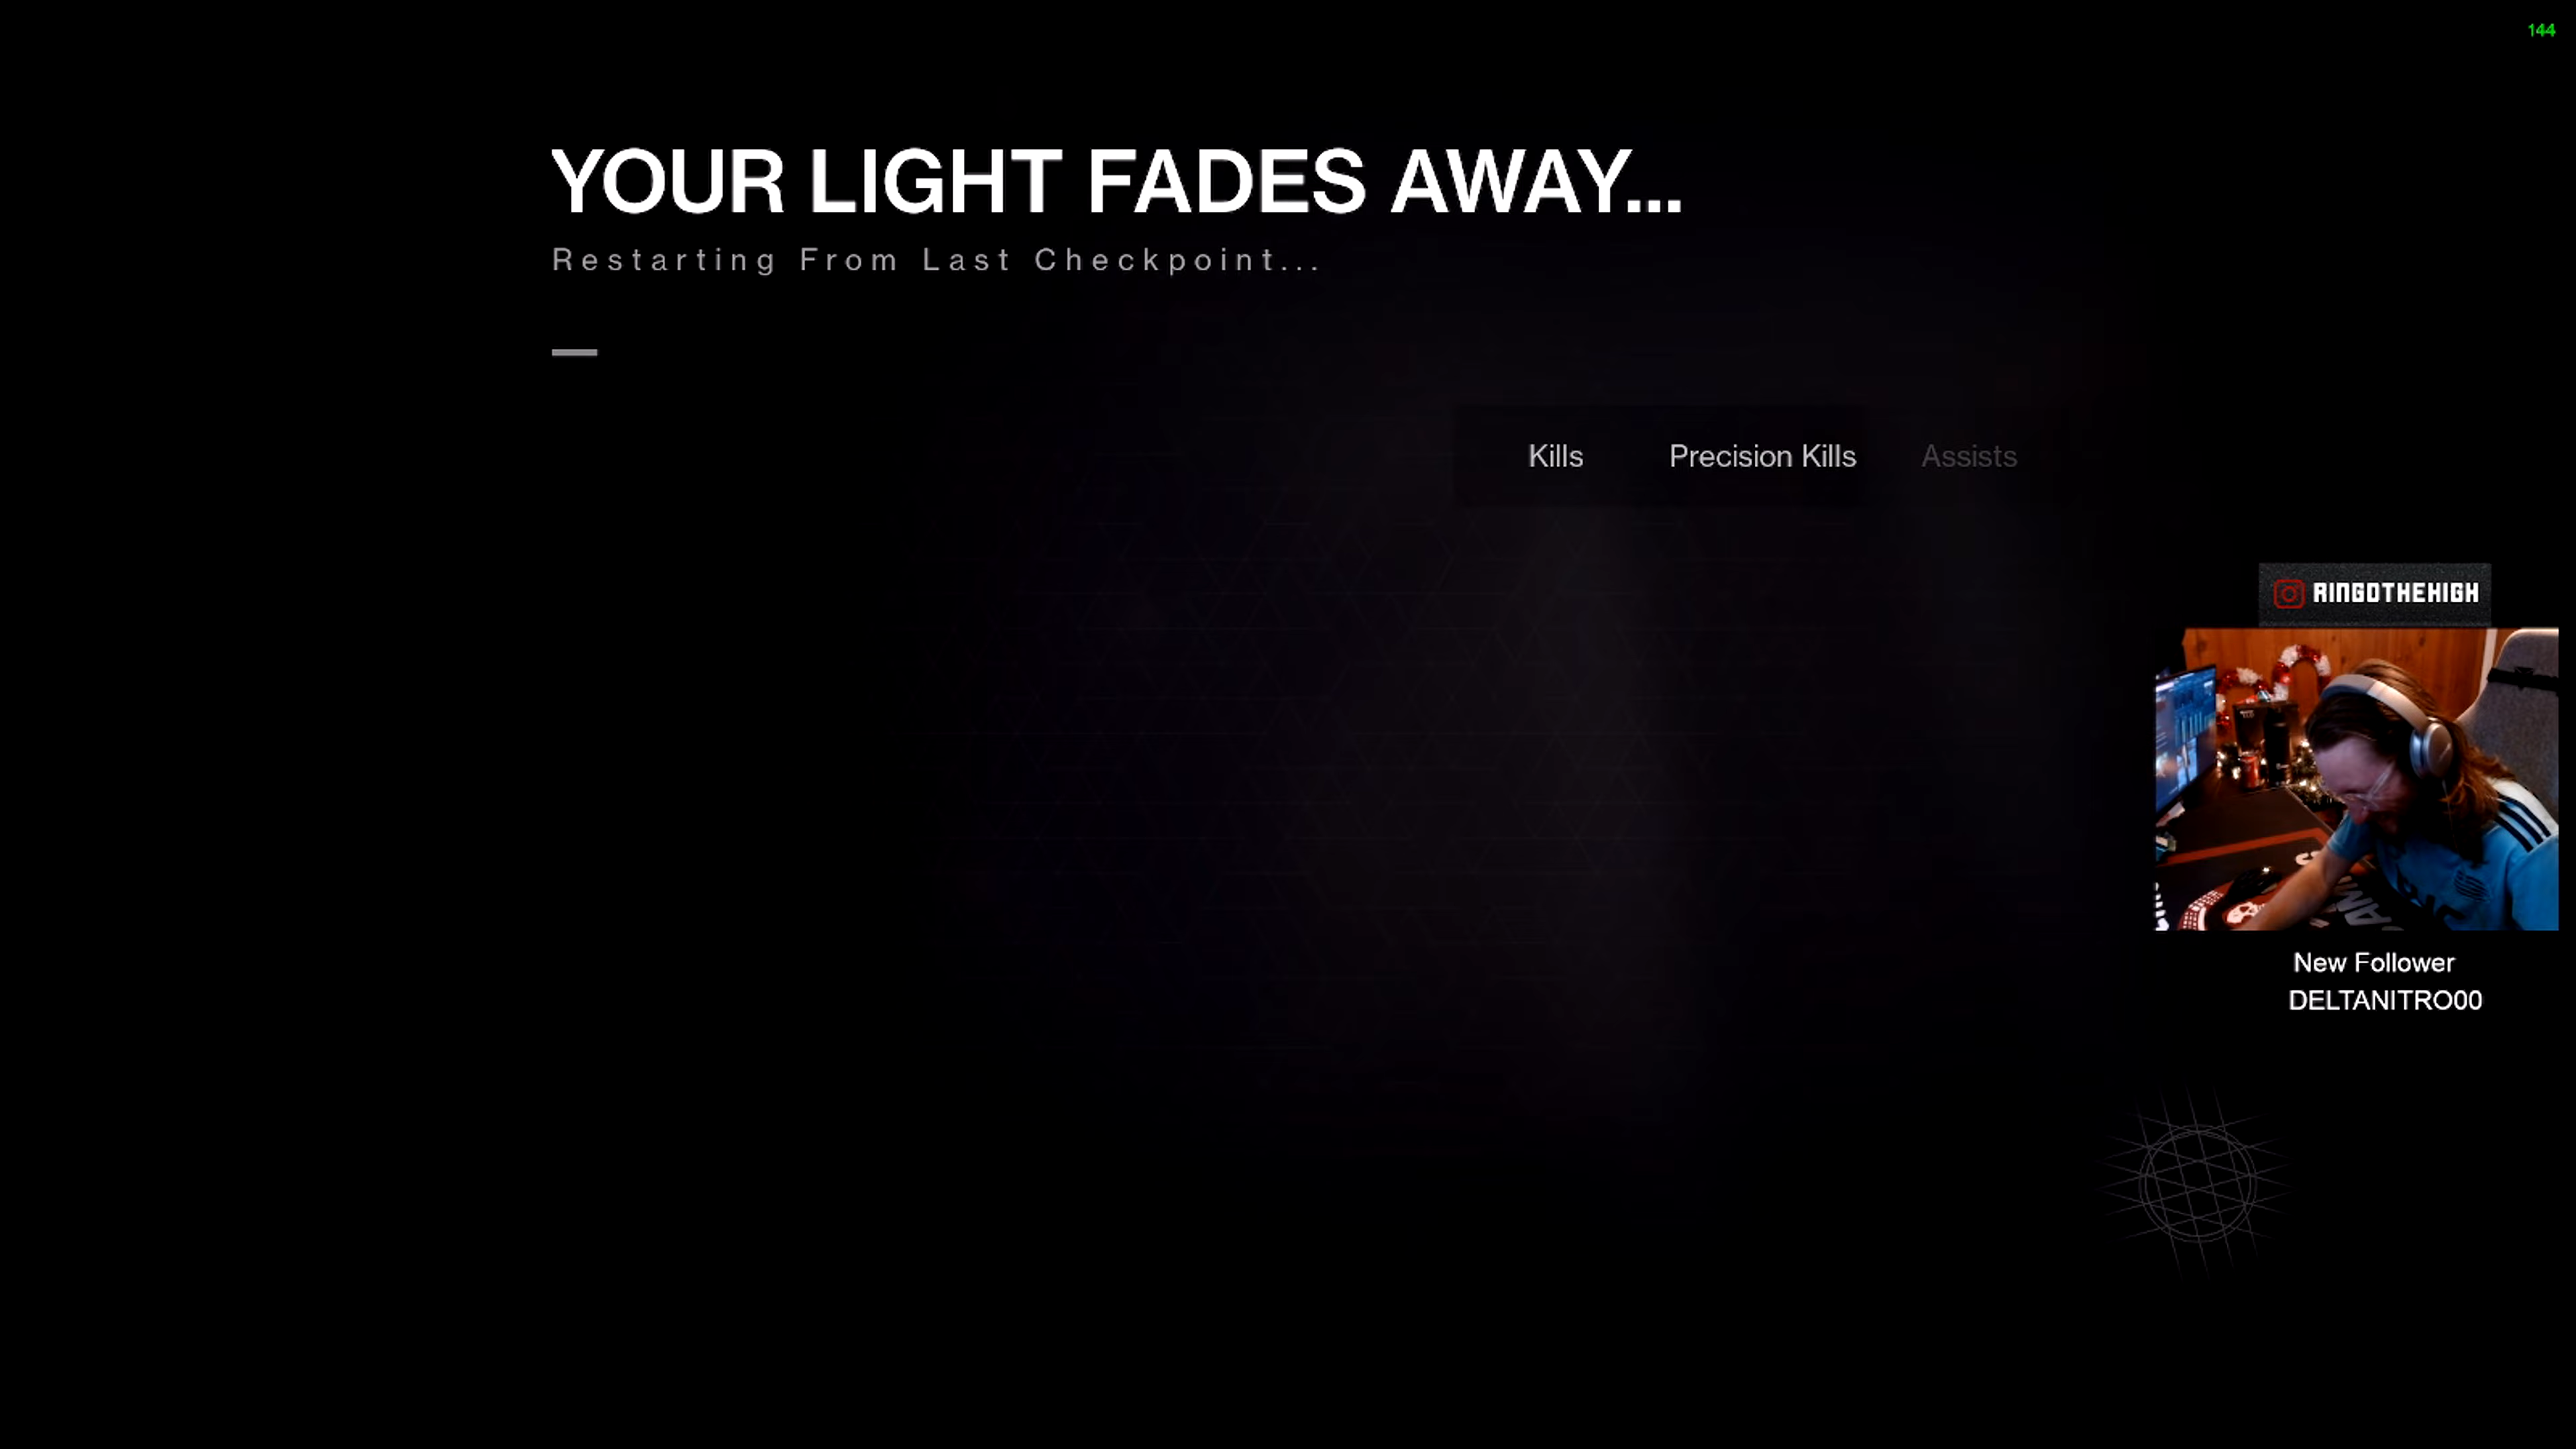 144
YOUR LIGHT FADES AWAY...
Restarting From Last Checkpoint...
Kills Precision Kills Assists
RINGOTHEHIGH
New Follower
DELTANITRO00